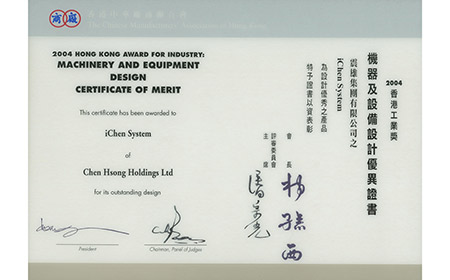 商廠
2004 HONG KONG AWARD FOR INDUSTRY:
MACHINERY AND EQUIPMENT
DESIGN
CERTIFICATE OF MERIT
This certificate has been awarded to
iChen System
of
Chen Hsong Holdings Ltd
for its outstanding design
President
Chairman, Panel of Judges
2004 香港工業獎
機器及設備設計優異證書
震雄集團有限公司之
iChen System
為設計優秀之產品
特予證書以資表彰
會長
評審委員會
主席